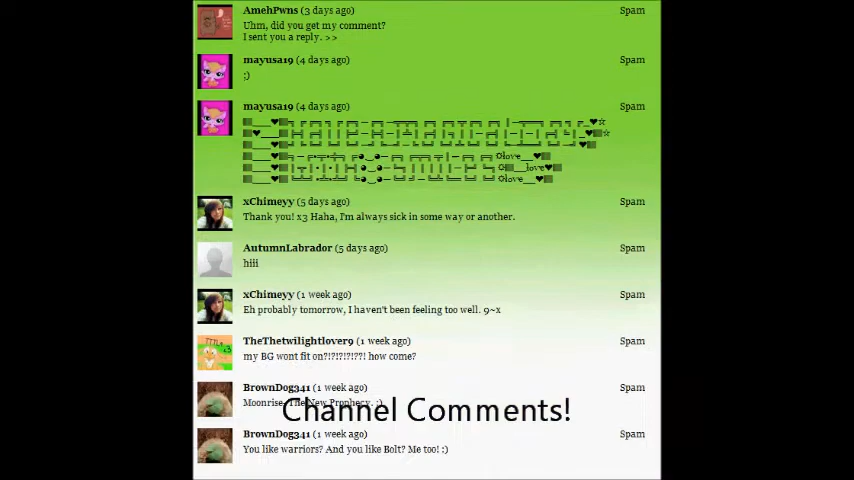 AmehPwns (3 days ago) Spam
Uhm, did you get my comment?
I sent you a reply. >>
mayusa19 (4 days ago) Spam
;)
mayusa19 (4 days ago) Spam
xChimeyy (5 days ago) Spam
Thank you! x3 Haha, I'm always sick in some way or another.
AutumnLabrador (5 days ago) Spam
hiii
xChimeyy (1 week ago) Spam
Eh probably tomorrow, I haven't been feeling too well. 9~x
TheThetwilightlover9 (1 week ago) Spam
my BG wont fit on?!?!?!?!??! how come?
BrownDog341 (1 week ago) Spam
Moonrise, The New Prophecy. :)
Channel Comments!
BrownDog341 (1 week ago) Spam
You like warriors? And you like Bolt? Me too! :)